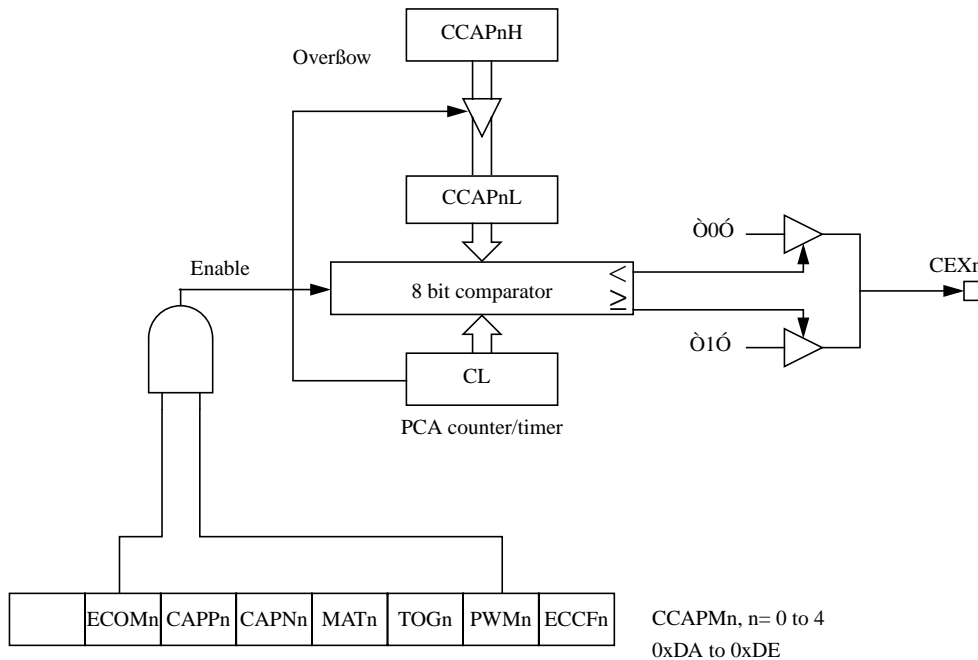 CCAPnH
Overßow
CCAPnL
Ò0Ó
Enable
CEXn
8 bit comparator
<
≥
Ò1Ó
CL
PCA counter/timer
ECOMn CAPPn CAPNn MATn TOGn PWMn ECCFn
CCAPMn, n= 0 to 4
0xDA to 0xDE